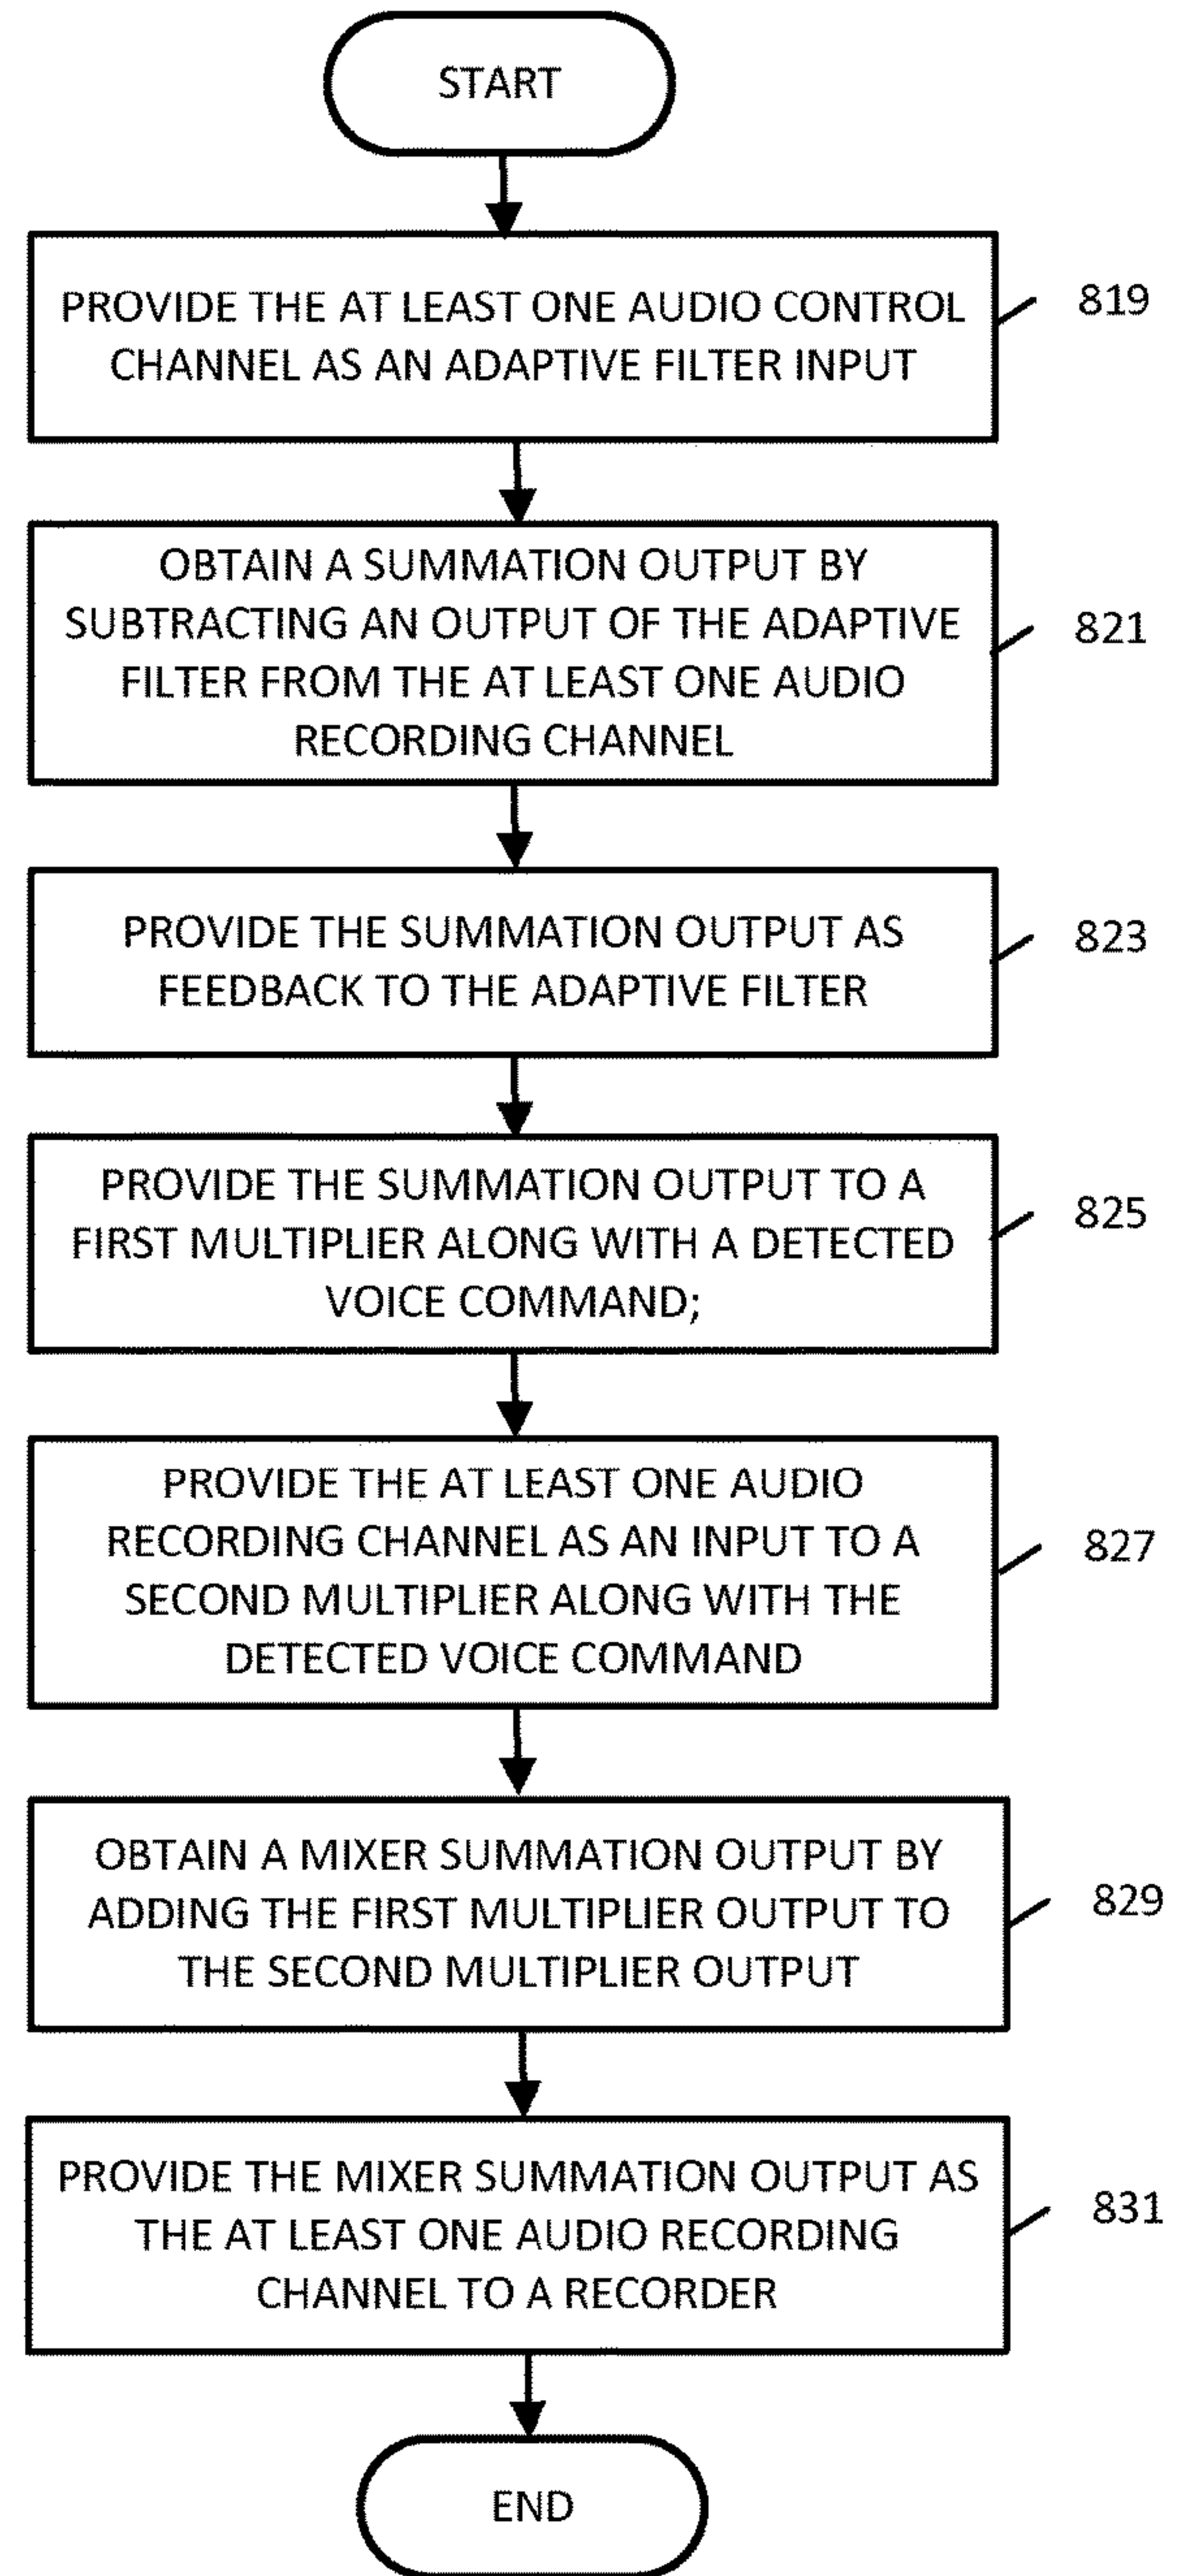 START
PROVIDE THE AT LEAST ONE AUDIO CONTROL
CHANNEL AS AN ADAPTIVE FILTER INPUT
819
OBTAIN A SUMMATION OUTPUT BY
SUBTRACTING AN OUTPUT OF THE ADAPTIVE
FILTER FROM THE AT LEAST ONE AUDIO
RECORDING CHANNEL
821
PROVIDE THE SUMMATION OUTPUT AS
FEEDBACK TO THE ADAPTIVE FILTER
823
PROVIDE THE SUMMATION OUTPUT TO A
FIRST MULTIPLIER ALONG WITH A DETECTED
VOICE COMMAND;
825
PROVIDE THE AT LEAST ONE AUDIO
RECORDING CHANNEL AS AN INPUT TO A
SECOND MULTIPLIER ALONG WITH THE
DETECTED VOICE COMMAND
827
OBTAIN A MIXER SUMMATION OUTPUT BY
ADDING THE FIRST MULTIPLIER OUTPUT TO
THE SECOND MULTIPLIER OUTPUT
829
PROVIDE THE MIXER SUMMATION OUTPUT AS
THE AT LEAST ONE AUDIO RECORDING
CHANNEL TO A RECORDER
831
END